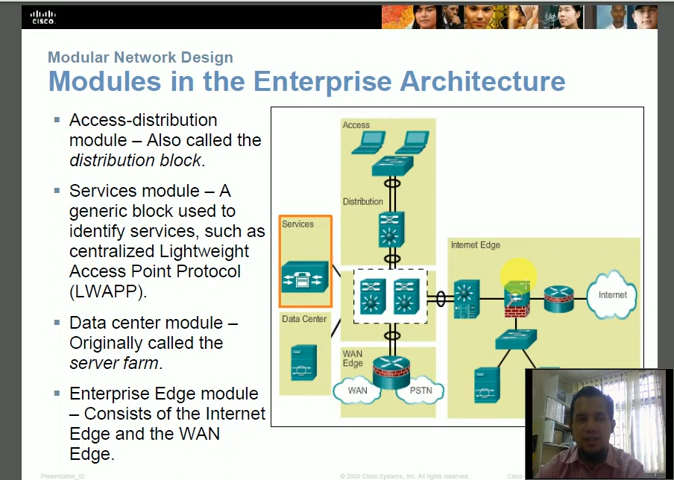 CISCO
Modular Network Design
Modules in the Enterprise Architecture
▪ Access-distribution
module – Also called the
distribution block.
▪ Services module – A
generic block used to
identify services, such as
centralized Lightweight
Access Point Protocol
(LWAPP).
▪ Data center module –
Originally called the
server farm.
▪ Enterprise Edge module
– Consists of the Internet
Edge and the WAN
Edge.
Access
Distribution
Services
Internet Edge
Internet
Data Center
WAN
Edge
WAN
PSTN
Presentation_ID
© 2008 Cisco Systems, Inc. All rights reserved.
Cisco